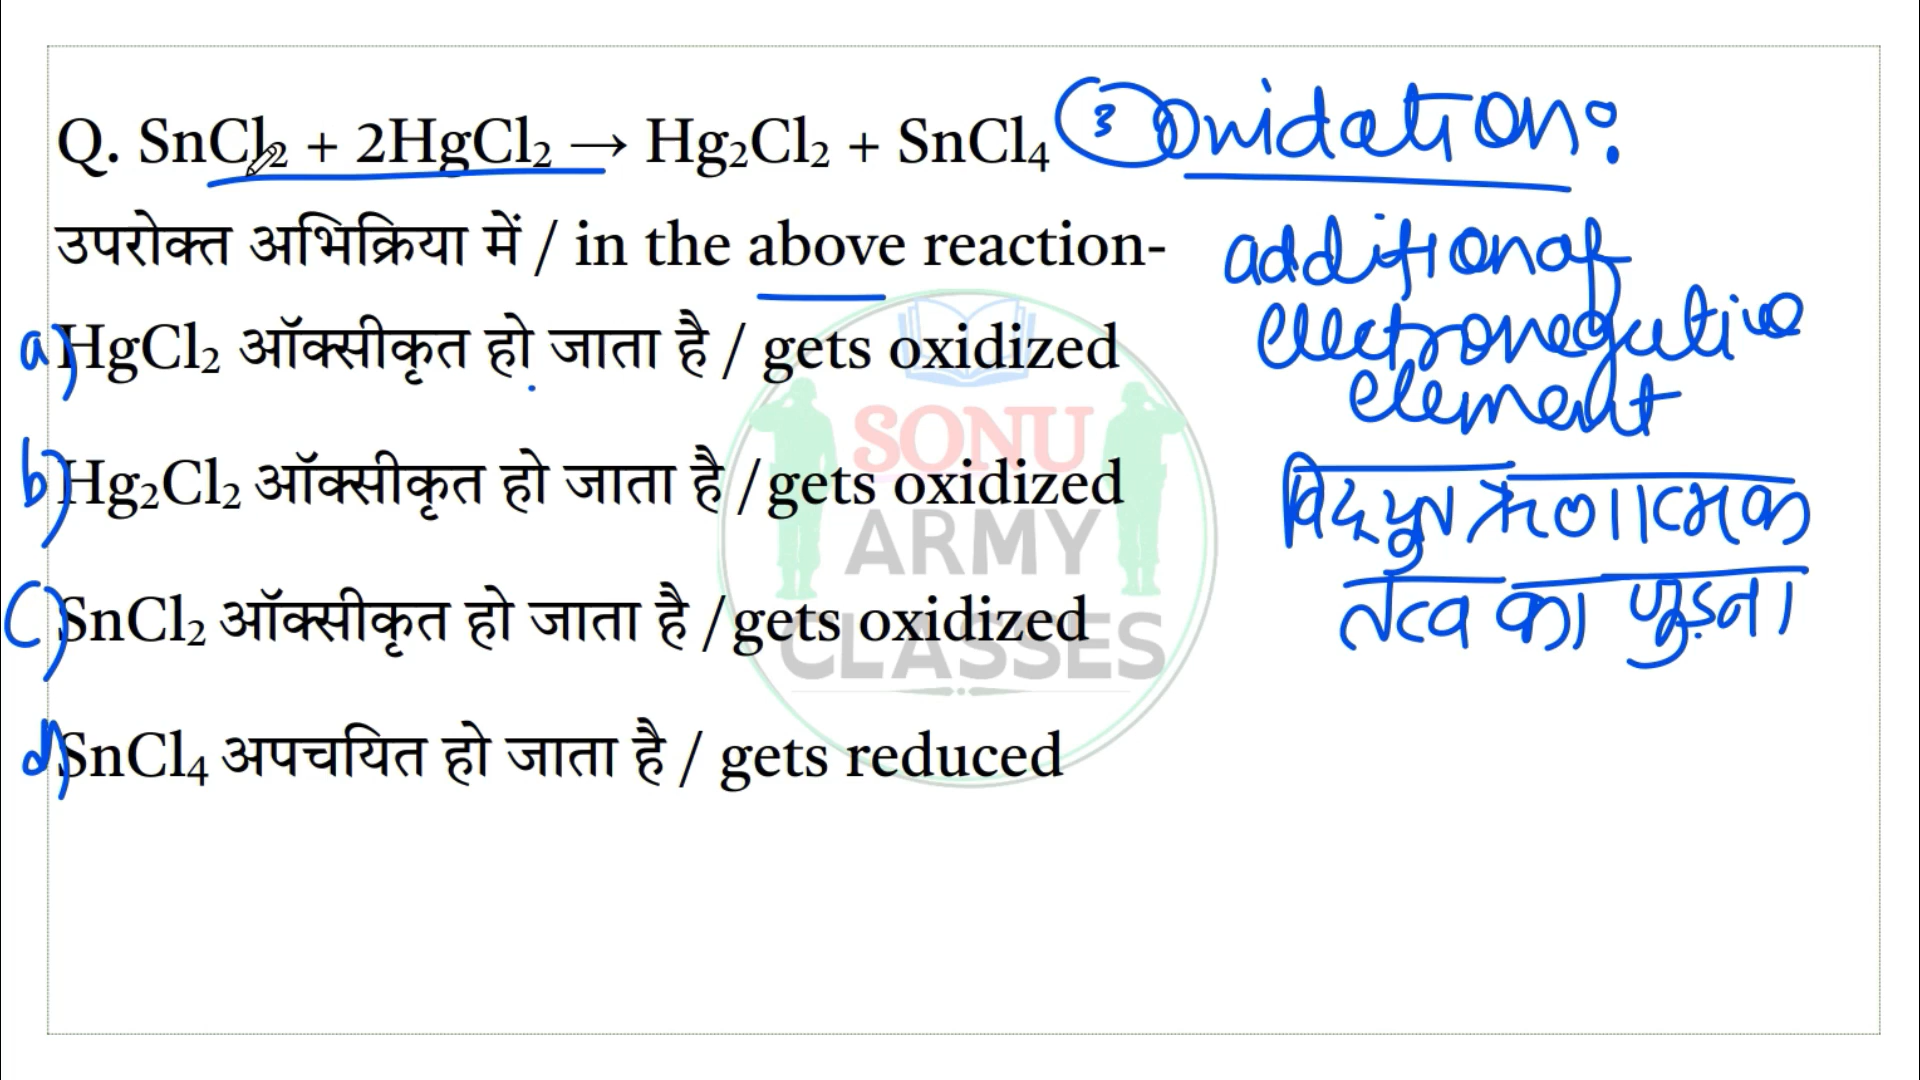 Q. SnCl₂ + 2HgCl₂ → Hg₂Cl₂ + SnCl₄
उपरोक्त अभिक्रिया में / in the above reaction-
a) HgCl₂ ऑक्सीकृत हो जाता है / gets oxidized
b) Hg₂Cl₂ ऑक्सीकृत हो जाता है / gets oxidized
c) SnCl₂ ऑक्सीकृत हो जाता है / gets oxidized
d) SnCl₄ अपचयित हो जाता है / gets reduced
3 Oxidation:
addition of
electronegative
element
विद्युत ऋणात्मक
तत्व का जुड़ना
SONU
ARMY
CLASSES